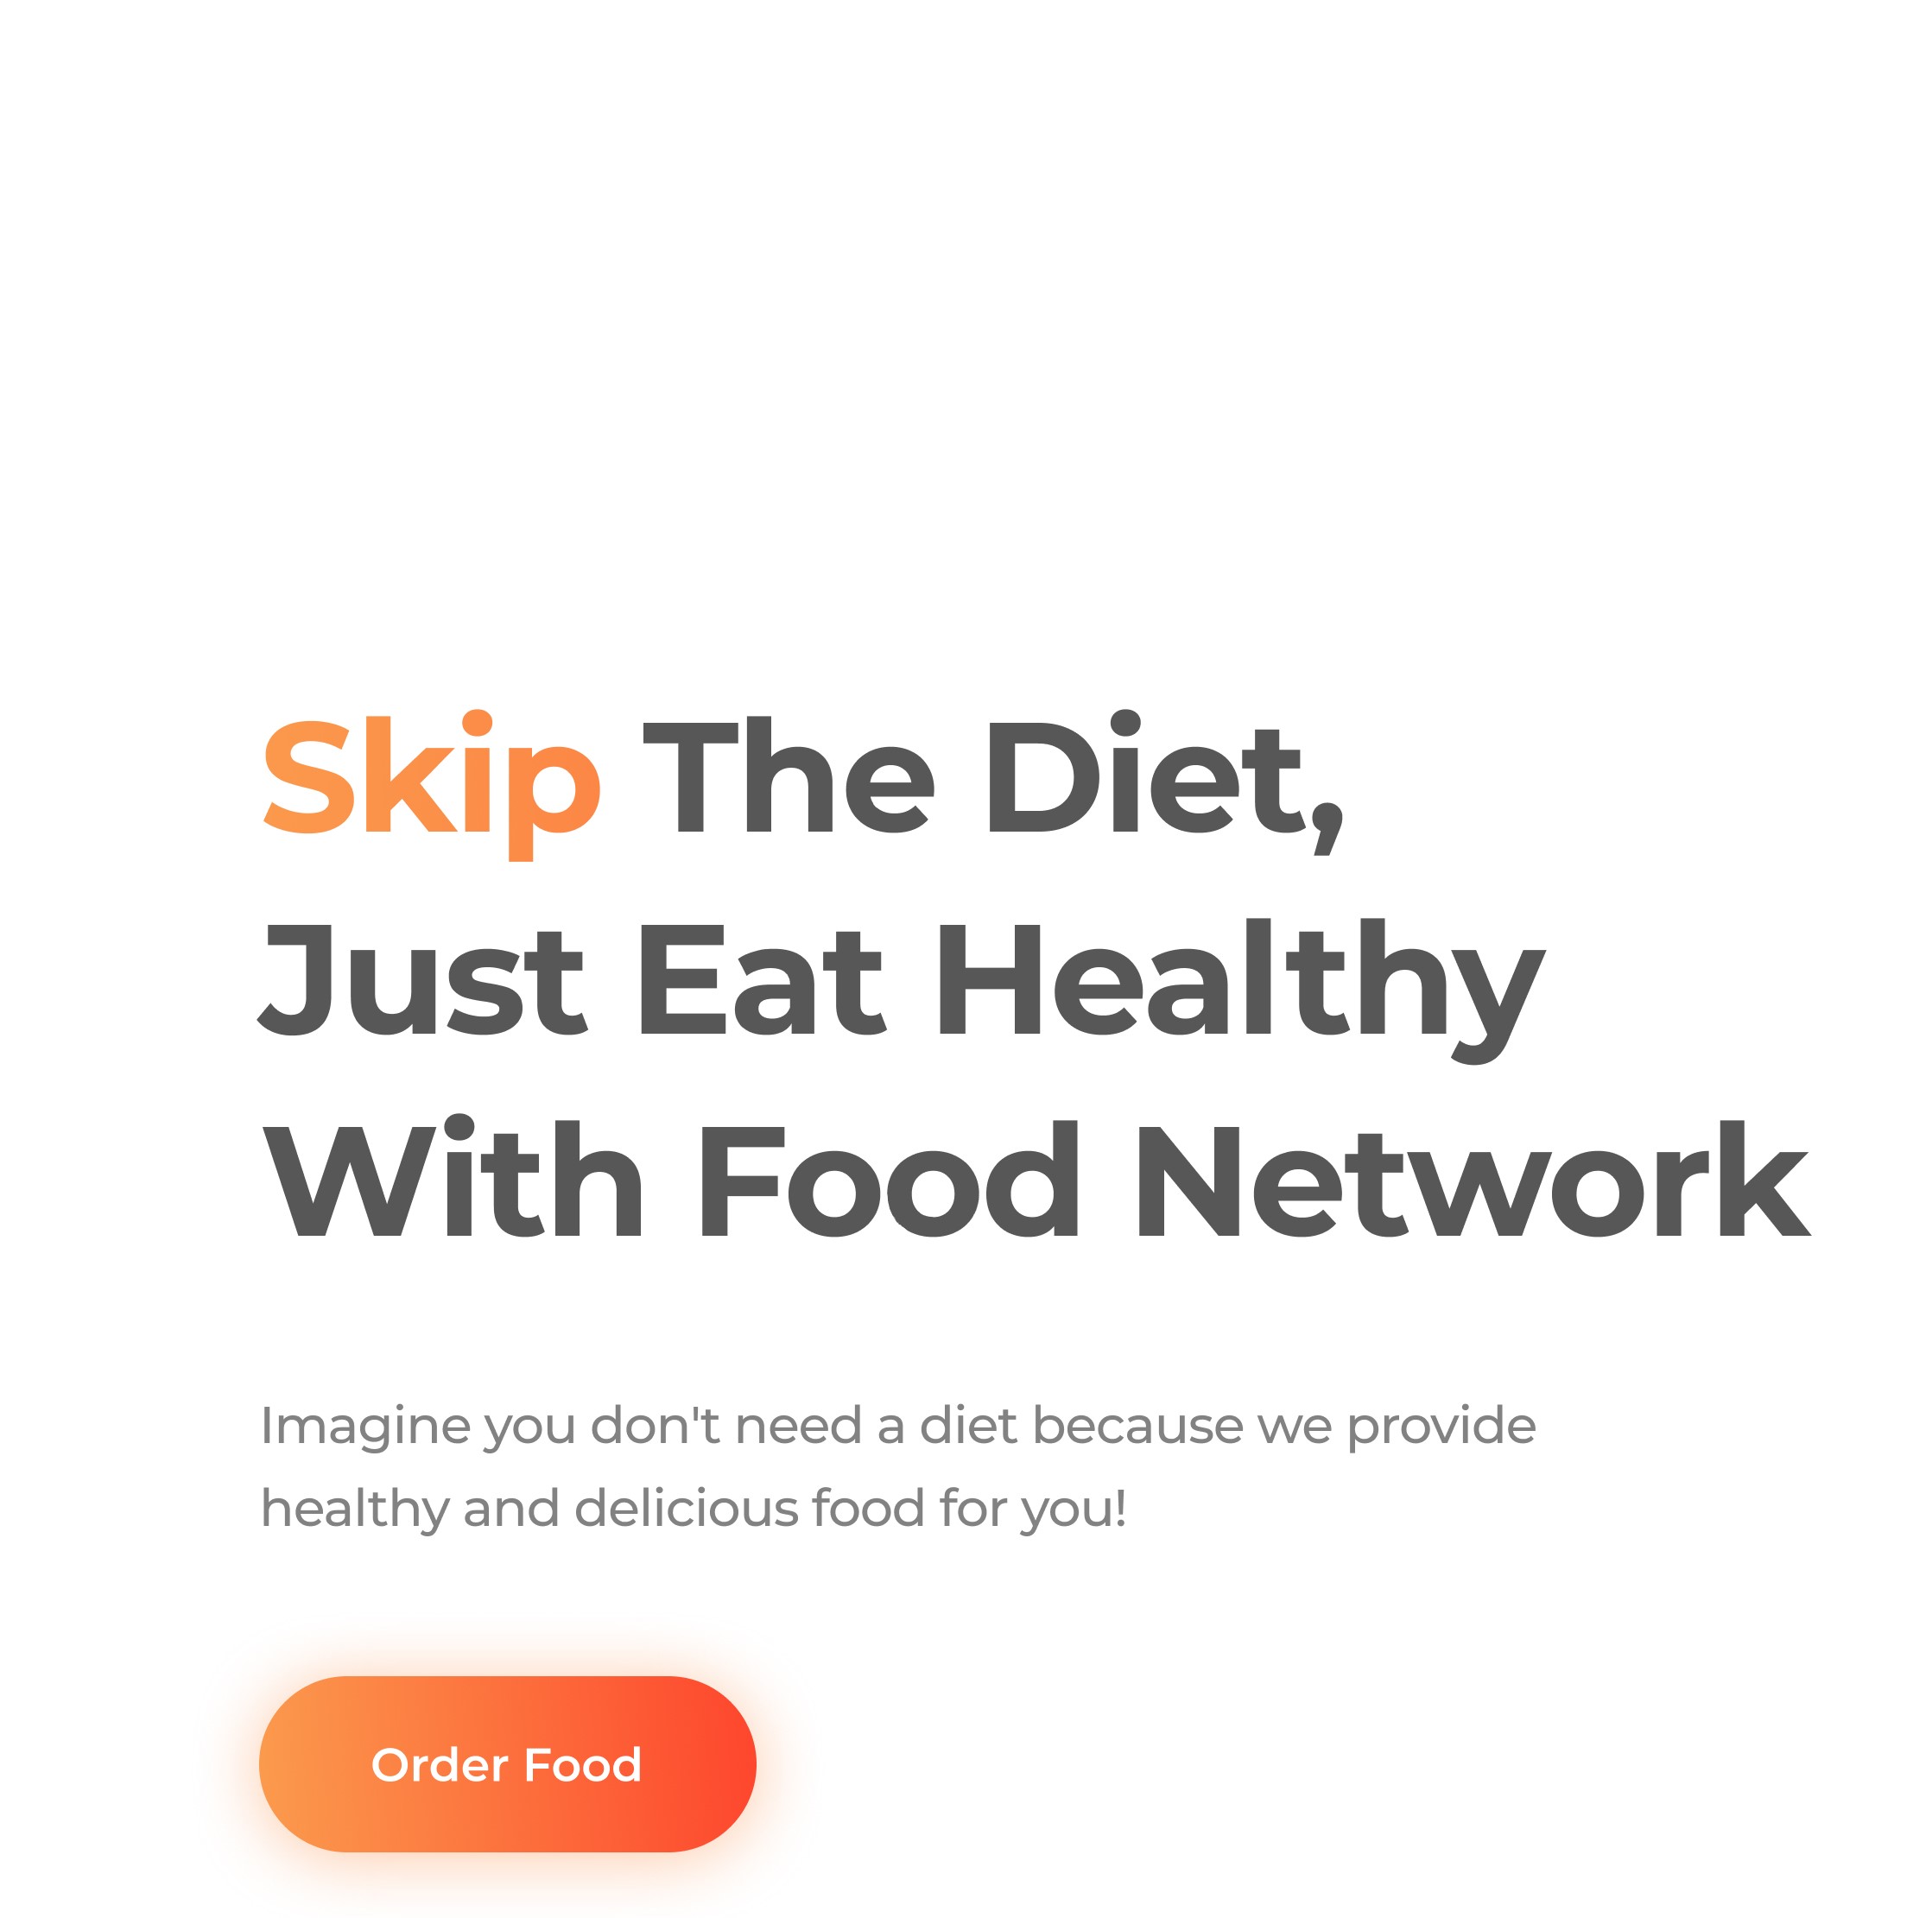 Skip The Diet,
Just Eat Healthy
With Food Network
Imagine you don't need a diet because we provide
healthy and delicious food for you!
Order Food